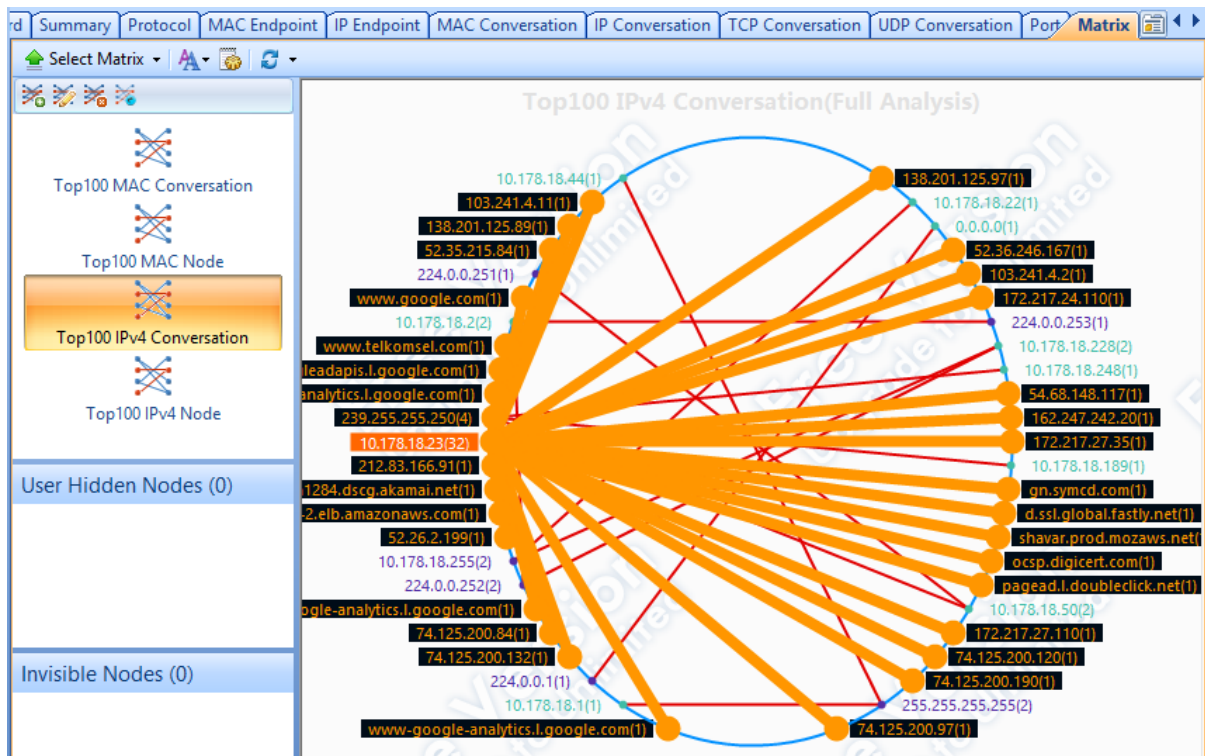 d Summary Protocol MAC Endpoint IP Endpoint MAC Conversation IP Conversation TCP Conversation UDP Conversation Port Matrix
Select Matrix
Top100 MAC Conversation
Top100 MAC Node
Top100 IPv4 Conversation
Top100 IPv4 Node
User Hidden Nodes (0)
Invisible Nodes (0)
Top100 IPv4 Conversation(Full Analysis)
10.178.18.44(1)
103.241.4.11(1)
138.201.125.89(1)
52.35.215.84(1)
224.0.0.251(1)
www.google.com(1)
10.178.18.2(2)
www.telkomsel.com(1)
leadapis.l.google.com(1)
analytics.l.google.com(1)
239.255.255.250(4)
10.178.18.23(32)
212.83.166.91(1)
1284.dscg.akamai.net(1)
-2.elb.amazonaws.com(1)
52.26.2.199(1)
10.178.18.255(2)
224.0.0.252(2)
ogle-analytics.l.google.com(1)
74.125.200.84(1)
74.125.200.132(1)
224.0.0.1(1)
10.178.18.1(1)
www-google-analytics.l.google.com(1)
138.201.125.97(1)
10.178.18.22(1)
0.0.0.0(1)
52.36.246.167(1)
103.241.4.2(1)
172.217.24.110(1)
224.0.0.253(1)
10.178.18.228(2)
10.178.18.248(1)
54.68.148.117(1)
162.247.242.20(1)
172.217.27.35(1)
10.178.18.189(1)
gn.symcd.com(1)
d.ssl.global.fastly.net(1)
shavar.prod.mozaws.net(
ocsp.digicert.com(1)
pagead.l.doubleclick.net(1)
10.178.18.50(2)
172.217.27.110(1)
74.125.200.120(1)
74.125.200.190(1)
255.255.255.255(2)
74.125.200.97(1)